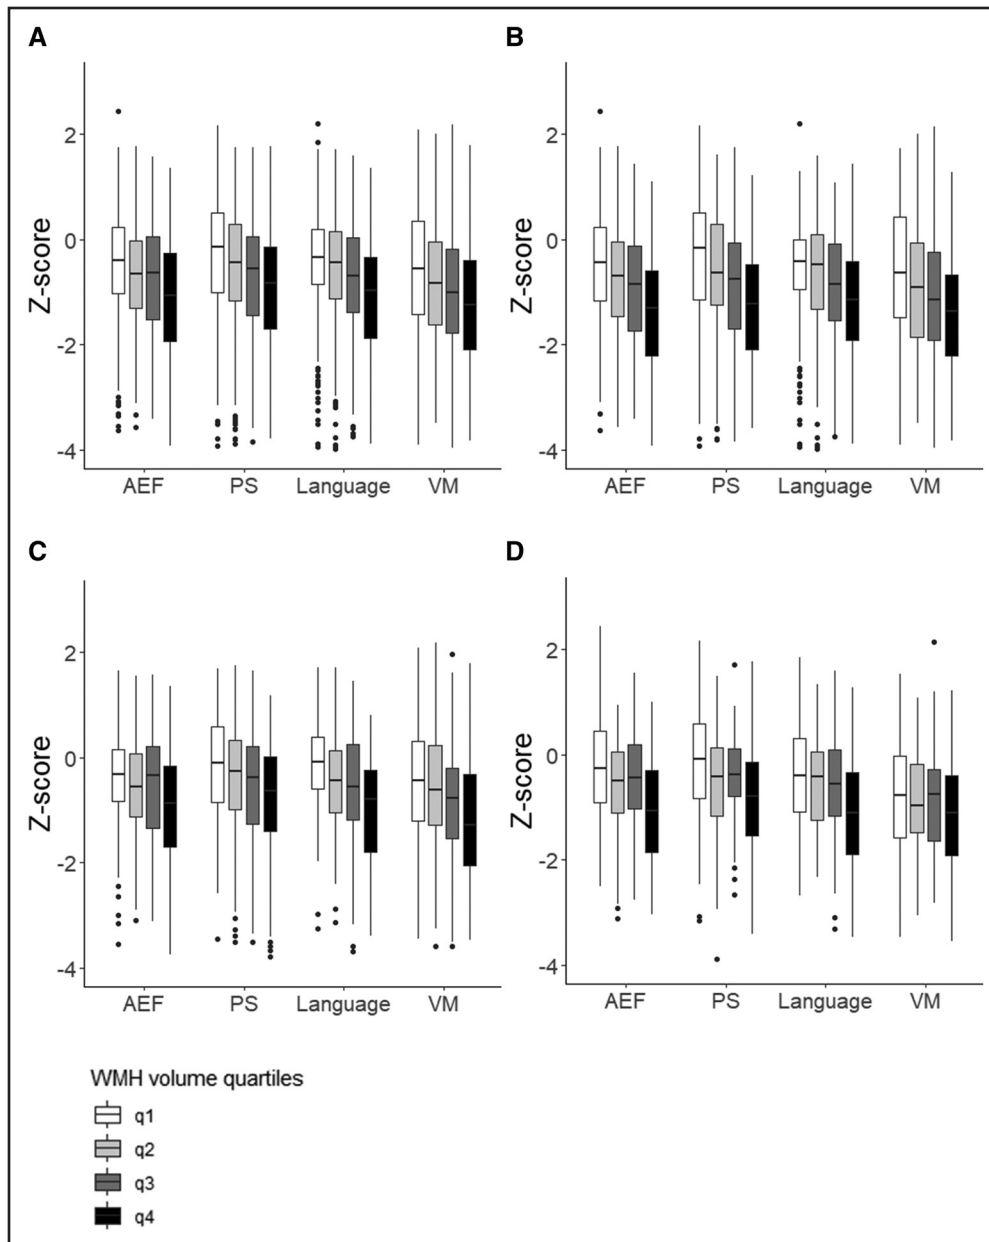 A
B
2
0
-2
-4
Z-score
AEF PS Language VM
2
0
-2
-4
Z-score
AEF PS Language VM
C
D
2
0
-2
-4
Z-score
AEF PS Language VM
2
0
-2
-4
Z-score
AEF PS Language VM
WMH volume quartiles
q1
q2
q3
q4